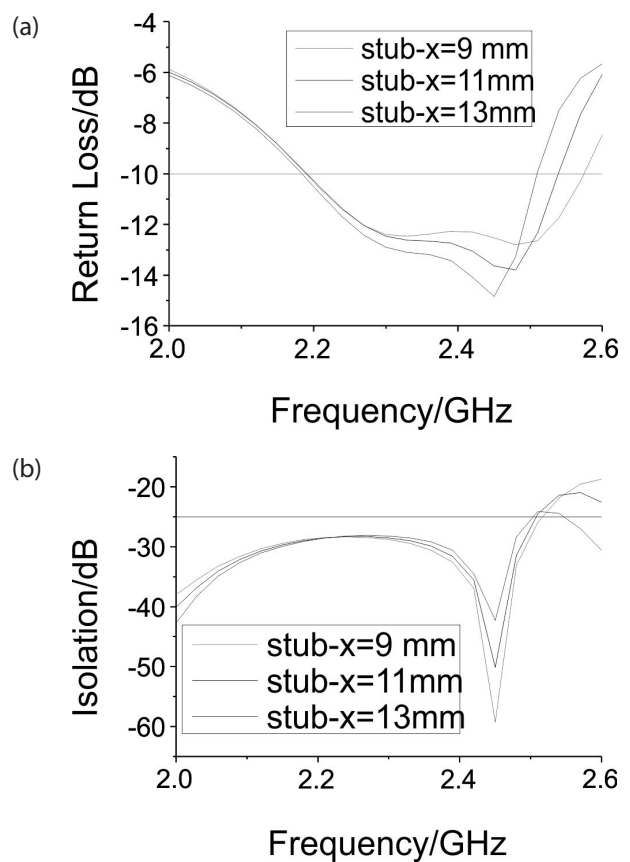 (a)
Return Loss/dB
-4
-6
-8
-10
-12
-14
-16
stub-x=9 mm
stub-x=11mm
stub-x=13mm
2.0
2.2
2.4
2.6
Frequency/GHz
(b)
Isolation/dB
-20
-30
-40
-50
-60
stub-x=9 mm
stub-x=11mm
stub-x=13mm
2.0
2.2
2.4
2.6
Frequency/GHz